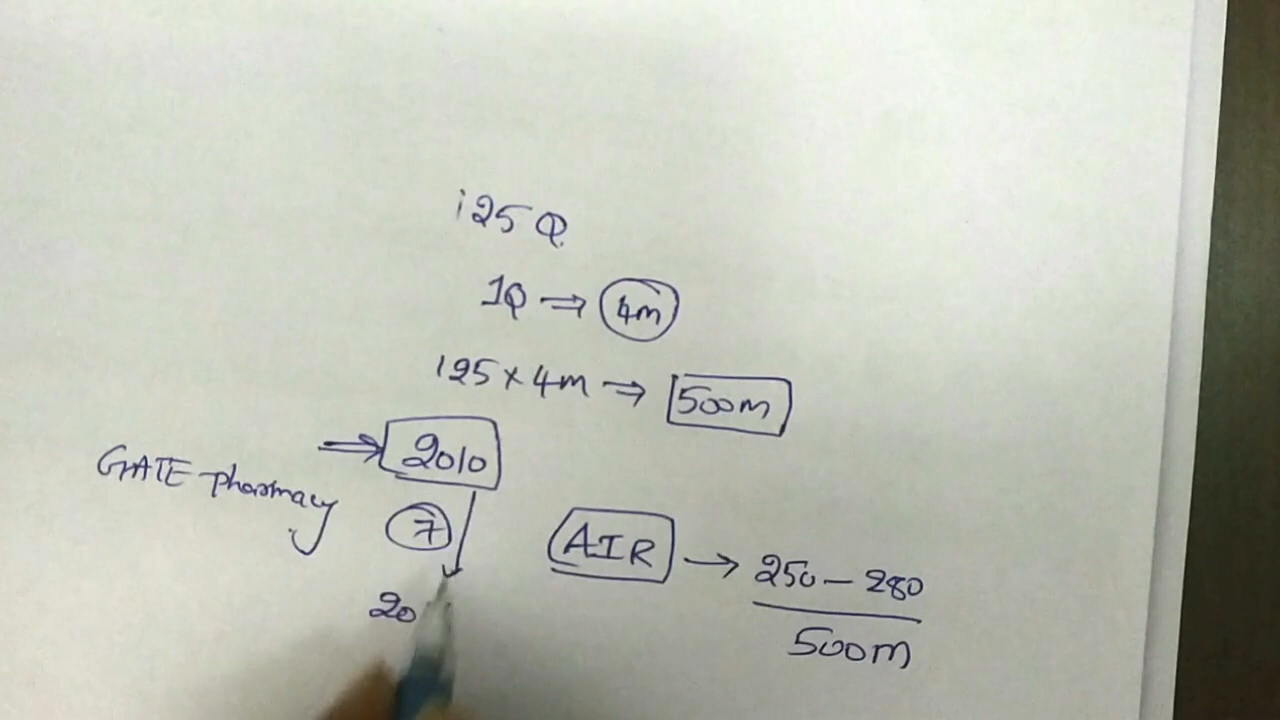 125 Q
1Q ⇒ 4m
125 × 4m ⇒ 500m
GATE-pharmacy ⇒ 2010
7
20
AIR → 250 – 280
500m